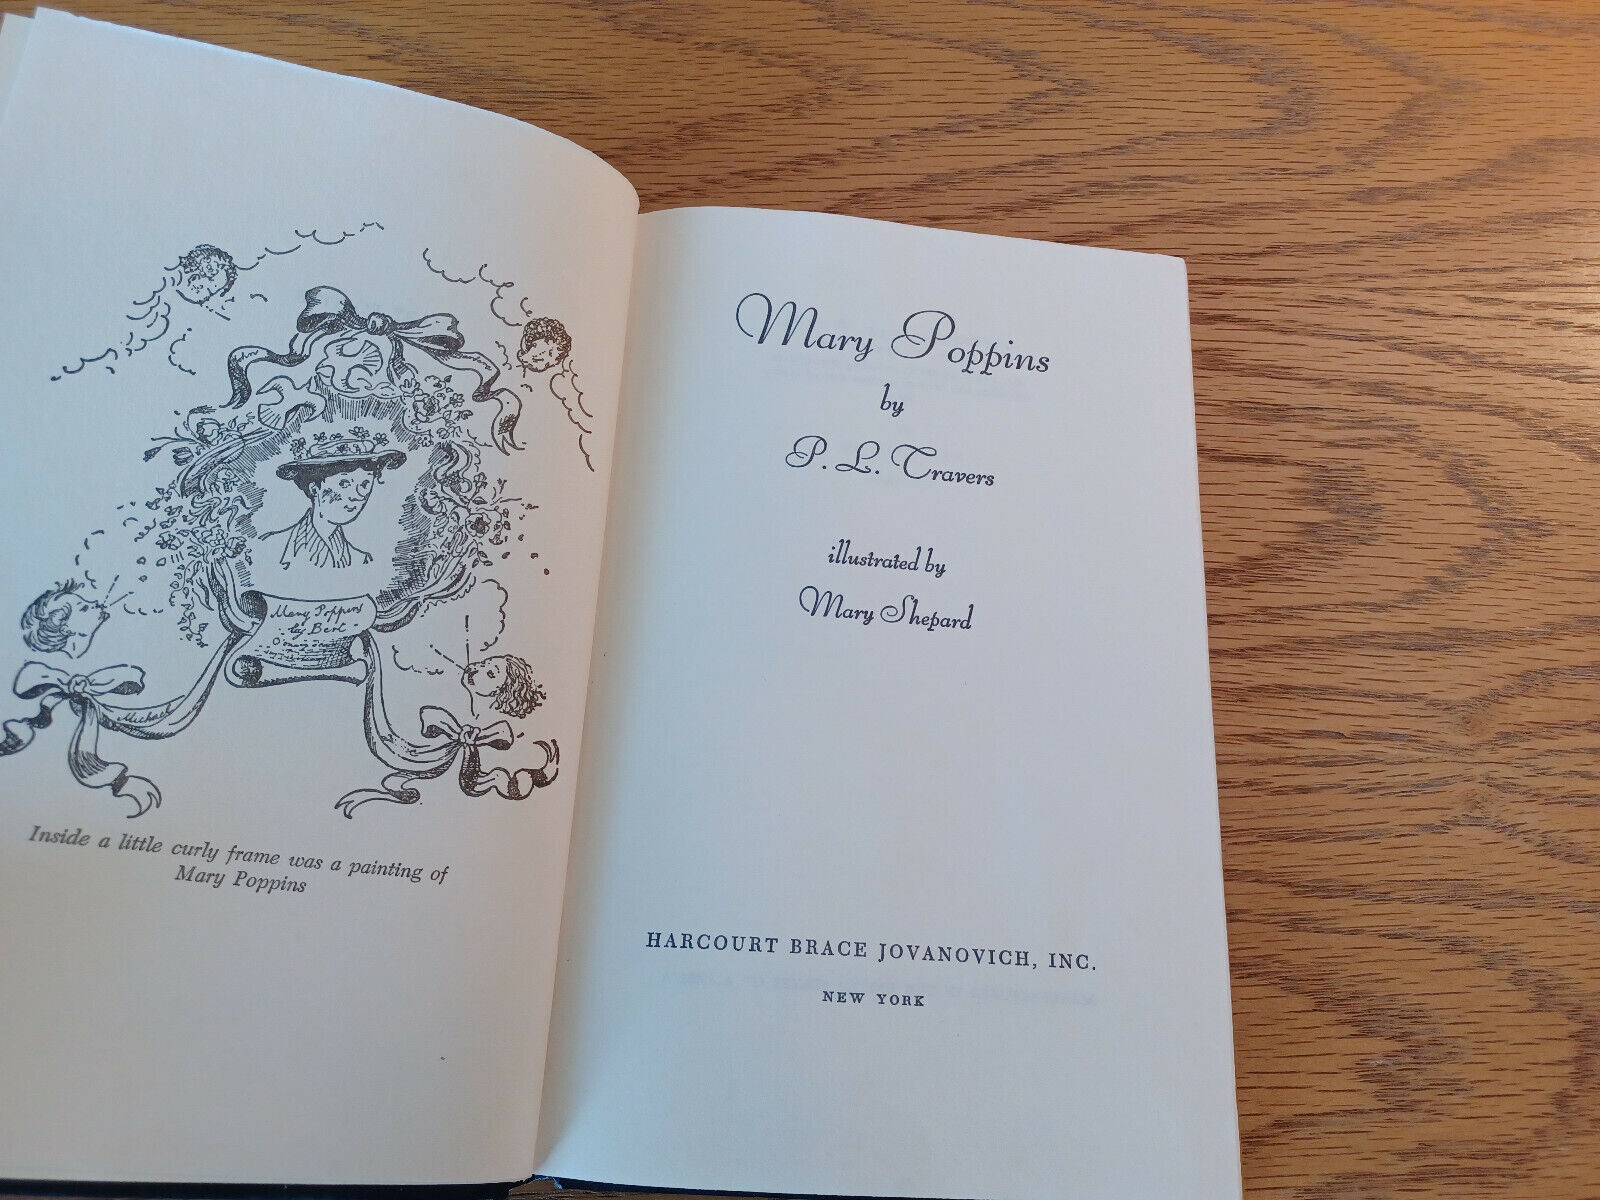 John
Mary Poppins
by Bert
Michael
Inside a little curly frame was a painting of
Mary Poppins
Mary Poppins
by
P. L. Travers
illustrated by
Mary Shepard
HARCOURT BRACE JOVANOVICH, INC.
NEW YORK